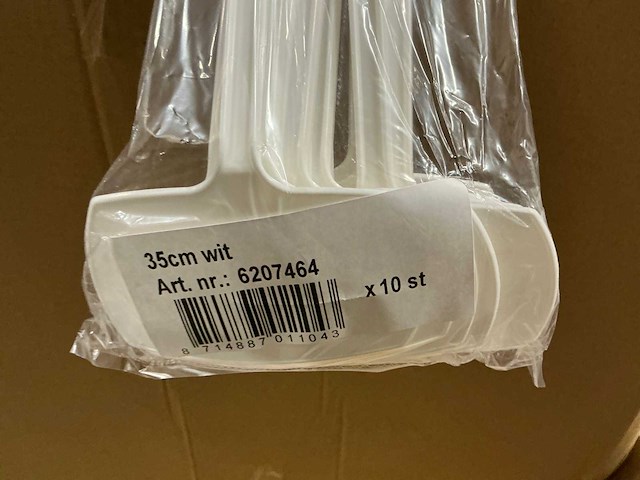 35cm wit
Art. nr.: 6207464
x 10 st
8 714887 011043